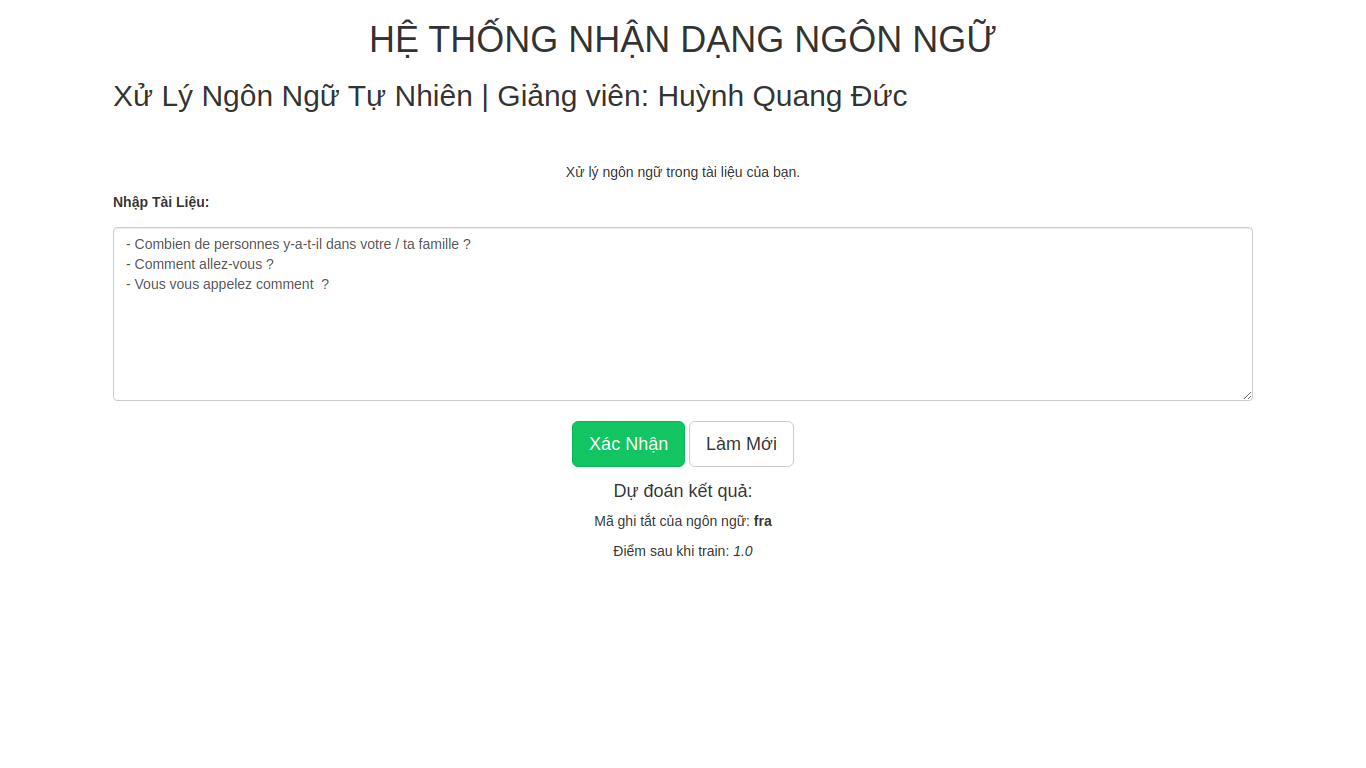 HỆ THỐNG NHẬN DẠNG NGÔN NGỮ
Xử Lý Ngôn Ngữ Tự Nhiên | Giảng viên: Huỳnh Quang Đức
Xử lý ngôn ngữ trong tài liệu của bạn.
Nhập Tài Liệu:
- Combien de personnes y-a-t-il dans votre / ta famille ?
- Comment allez-vous ?
- Vous vous appelez comment  ?
Xác Nhận Làm Mới
Dự đoán kết quả:
Mã ghi tắt của ngôn ngữ: fra
Điểm sau khi train: 1.0